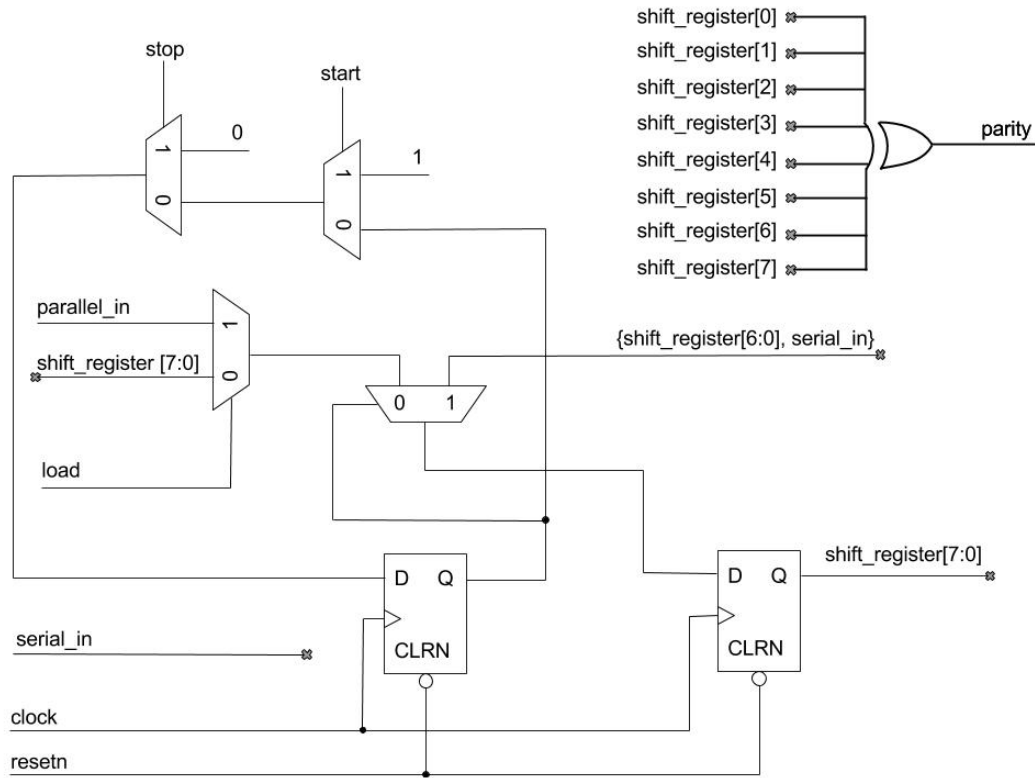 stop
start
0
1
1
0
1
0
shift_register[0]
shift_register[1]
shift_register[2]
shift_register[3]
shift_register[4]
shift_register[5]
shift_register[6]
shift_register[7]
parity
parallel_in
shift_register [7:0]
1
0
load
{shift_register[6:0], serial_in}
0 1
D Q
CLRN
D Q
CLRN
shift_register[7:0]
serial_in
clock
resetn